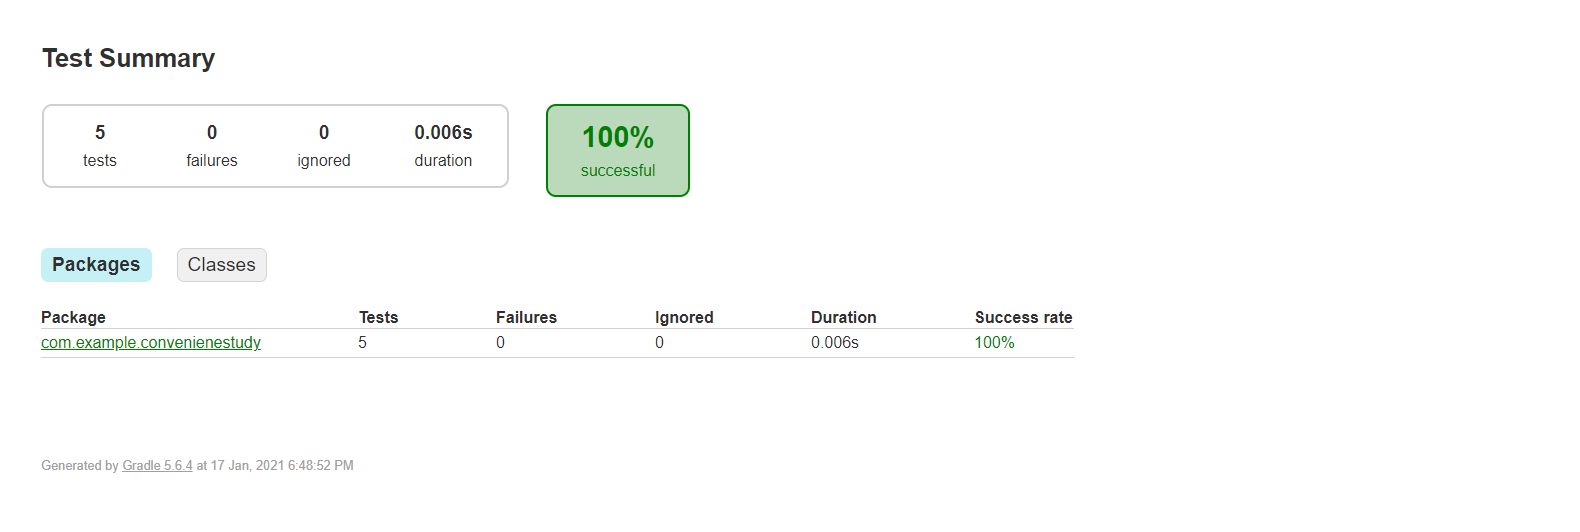 Test Summary
5 0 0 0.006s
tests failures ignored duration
100%
successful
Packages Classes
Package Tests Failures Ignored Duration Success rate
com.example.convenienestudy 5 0 0 0.006s 100%
Generated by Gradle 5.6.4 at 17 Jan, 2021 6:48:52 PM